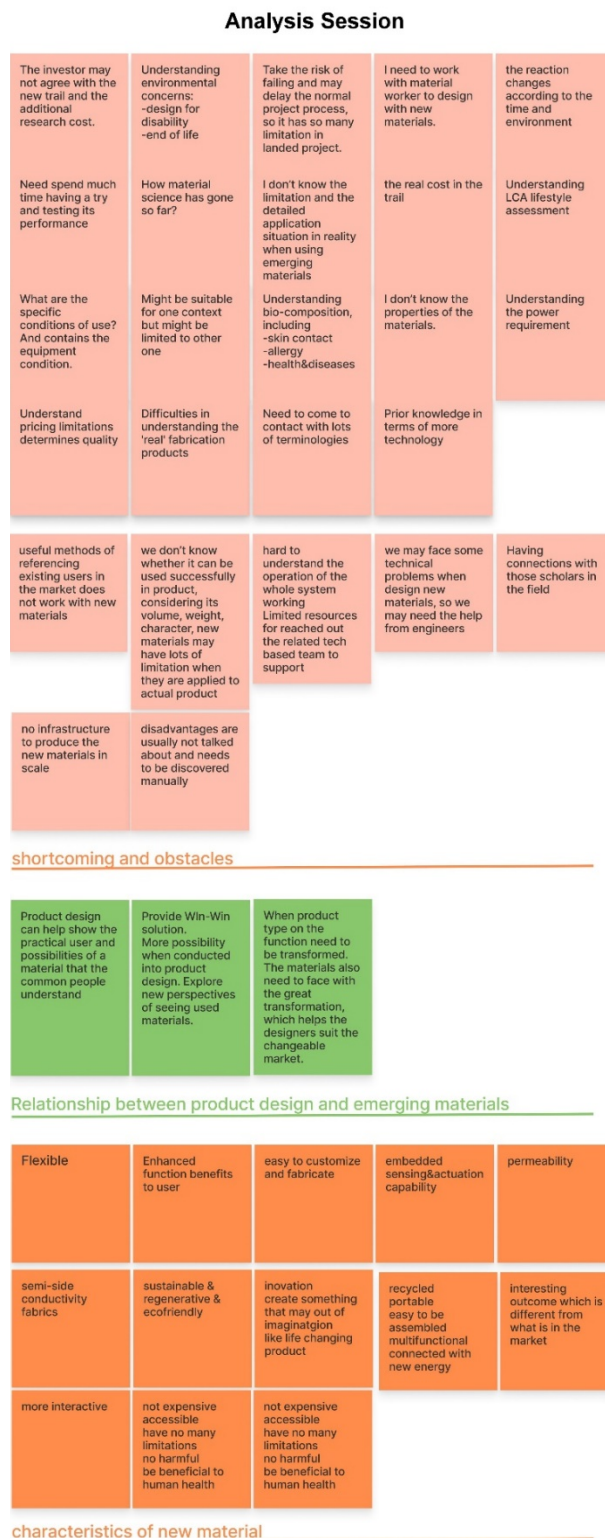 Analysis Session
The investor may
not agree with the
new trail and the
additional
research cost.
Understanding
environmental
concerns:
-design for
disability
-end of life
Take the risk of
failing and may
delay the normal
project process,
so it has so many
limitation in
landed project.
I need to work
with material
worker to design
with new
materials.
the reaction
changes
according to the
time and
environment
Need spend much
time having a try
and testing its
performance
How material
science has gone
so far?
I don't know the
limitation and the
detailed
application
situation in reality
when using
emerging
materials
the real cost in the
trail
Understanding
LCA lifestyle
assessment
What are the
specific
conditions of use?
And contains the
equipment
condition.
Might be suitable
for one context
but might be
limited to other
one
Understanding
bio-composition,
including
-skin contact
-allergy
-health&diseases
I don't know the
properties of the
materials.
Understanding
the power
requirement
Understand
pricing limitations
determines quality
Difficulties in
understanding the
'real' fabrication
products
Need to come to
contact with lots
of terminologies
Prior knowledge in
terms of more
technology
useful methods of
referencing
existing users in
the market does
not work with new
materials
we don't know
whether it can be
used successfully
in product,
considering its
volume, weight,
character, new
materials may
have lots of
limitation when
they are applied to
actual product
hard to
understand the
operation of the
whole system
working
Limited resources
for reached out
the related tech
based team to
support
we may face some
technical
problems when
design new
materials, so we
may need the help
from engineers
Having
connections with
those scholars in
the field
no infrastructure
to produce the
new materials in
scale
disadvantages are
usually not talked
about and needs
to be discovered
manually
shortcoming and obstacles
Product design
can help show the
practical user and
possibilities of a
material that the
common people
understand
Provide WIn-Win
solution.
More possibility
when conducted
into product
design. Explore
new perspectives
of seeing used
materials.
When product
type on the
function need to
be transformed.
The materials also
need to face with
the great
transformation,
which helps the
designers suit the
changeable
market.
Relationship between product design and emerging materials
Flexible
Enhanced
function benefits
to user
easy to customize
and fabricate
embedded
sensing&actuation
capability
permeability
semi-side
conductivity
fabrics
sustainable &
regenerative &
ecofriendly
inovation
create something
that may out of
imaginatgion
like life changing
product
recycled
portable
easy to be
assembled
multifunctional
connected with
new energy
interesting
outcome which is
different from
what is in the
market
more interactive
not expensive
accessible
have no many
limitations
no harmful
be beneficial to
human health
not expensive
accessible
have no many
limitations
no harmful
be beneficial to
human health
characteristics of new material